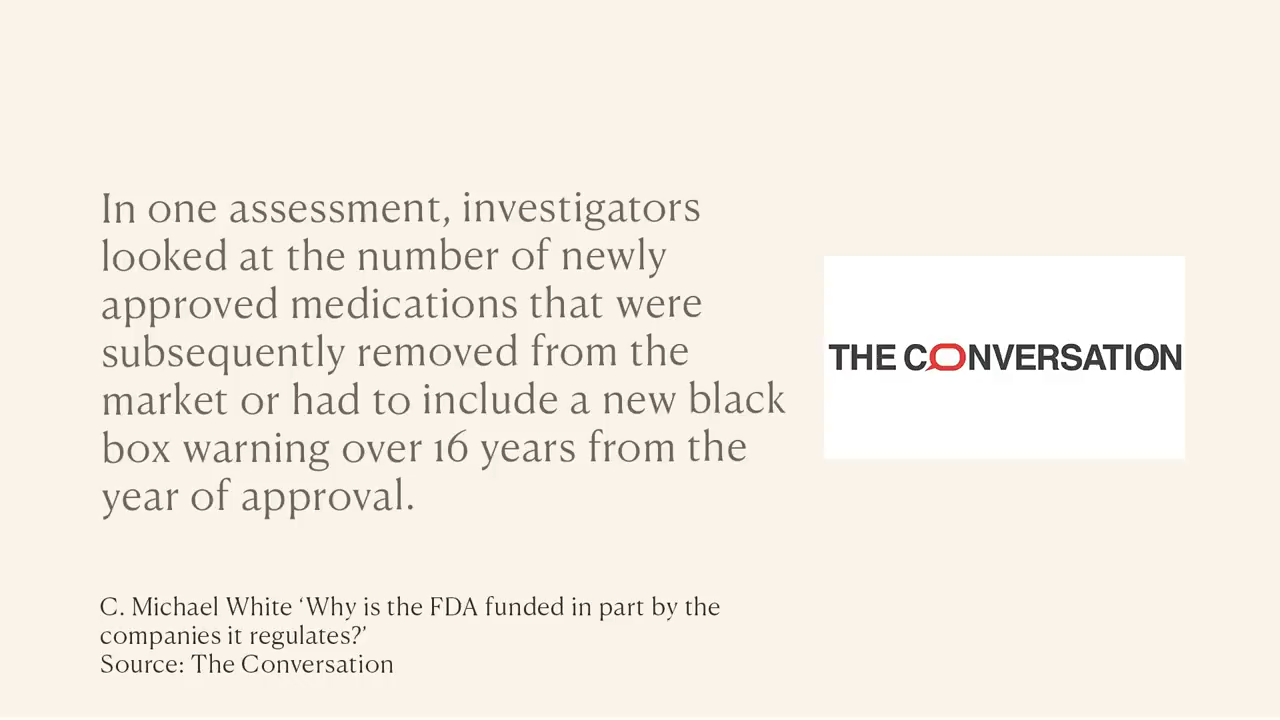 In one assessment, investigators
looked at the number of newly
approved medications that were
subsequently removed from the
market or had to include a new black
box warning over 16 years from the
year of approval.
THE CONVERSATION
C. Michael White ‘Why is the FDA funded in part by the
companies it regulates?’
Source: The Conversation